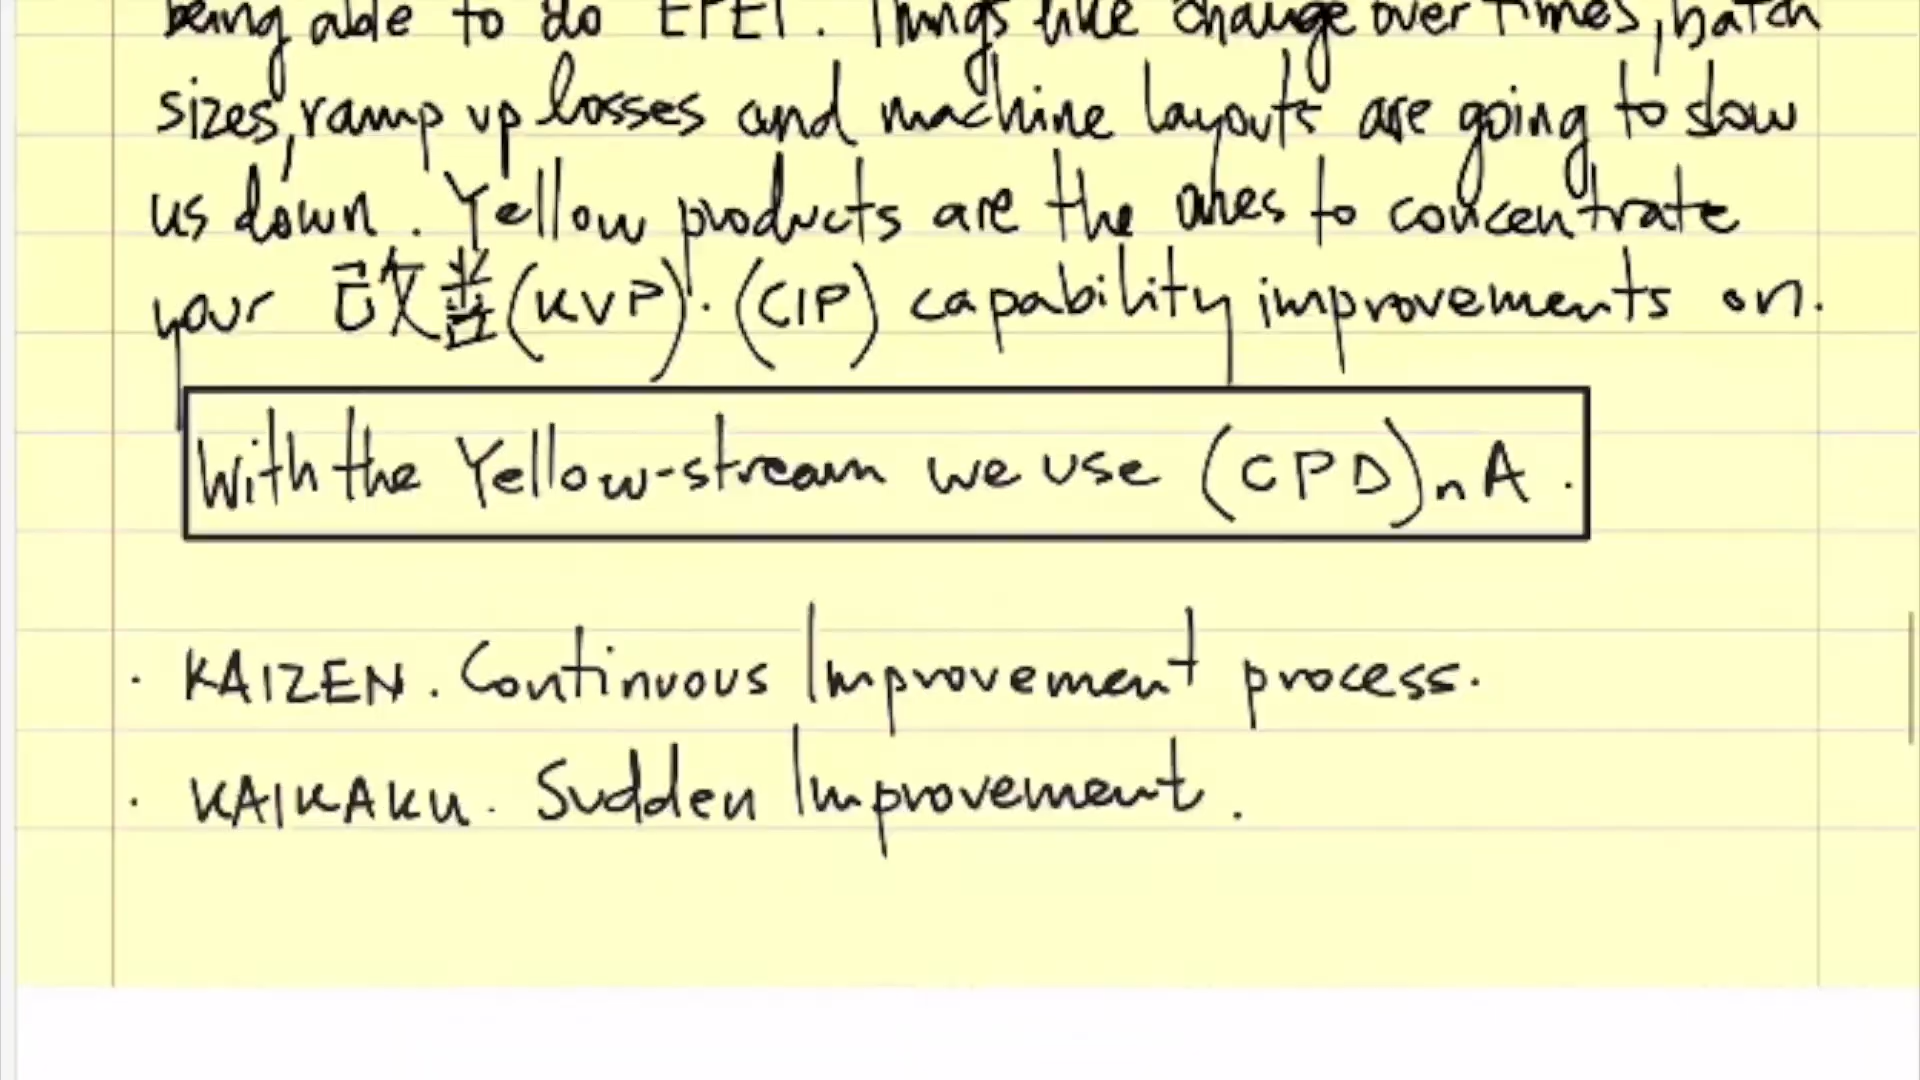 being able to do EPEI. Things like change over times, batch
sizes, ramp up losses and machine layouts are going to slow
us down. Yellow products are the ones to concentrate
your 改善 (KVP). (CIP) capability improvements on.
With the Yellow-stream we use (CPD)nA.
· KAIZEN. Continuous Improvement process.
· KAIKAKU. Sudden Improvement.